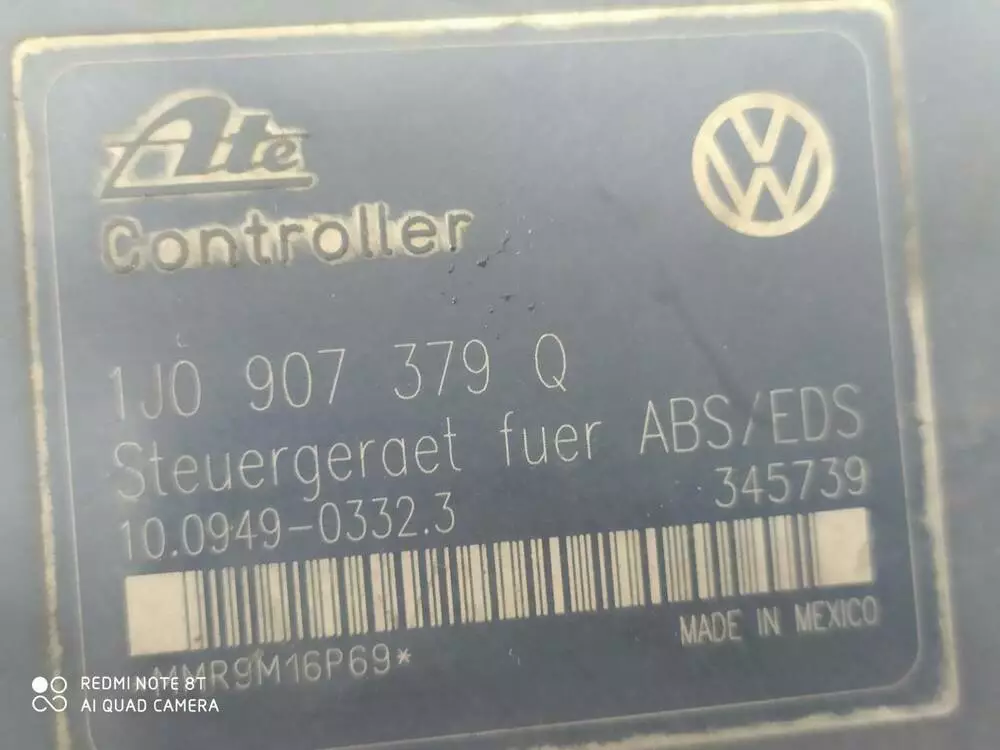 Ate
Controller
1J0 907 379 Q
Steuergeraet fuer ABS/EDS
10.0949-0332.3 345739
MADE IN MEXICO
MMR9M16P69*
REDMI NOTE 8T
AI QUAD CAMERA